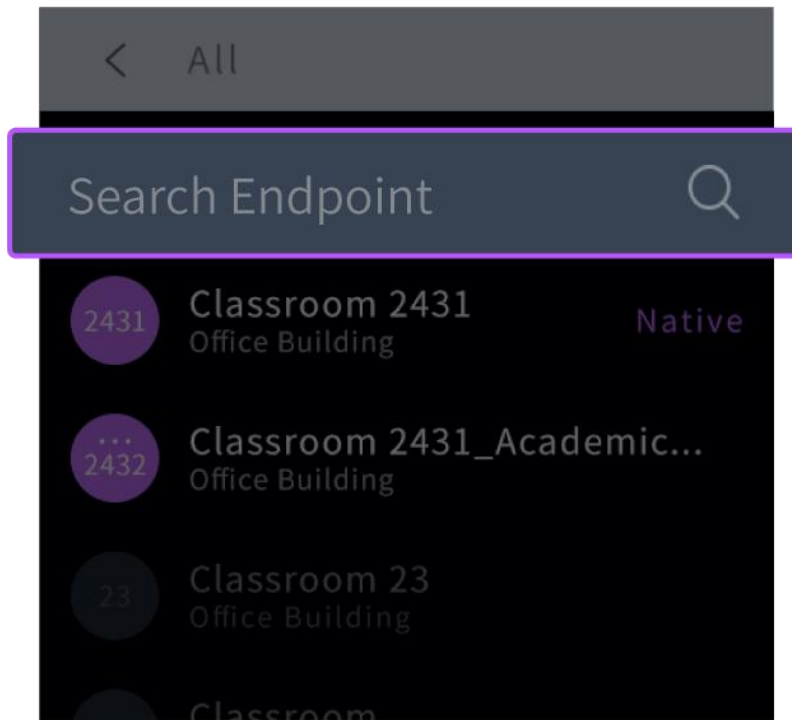 All
Search Endpoint
2431
Classroom 2431
Office Building
Native
...
2432
Classroom 2431_Academic...
Office Building
23
Classroom 23
Office Building
Classroom